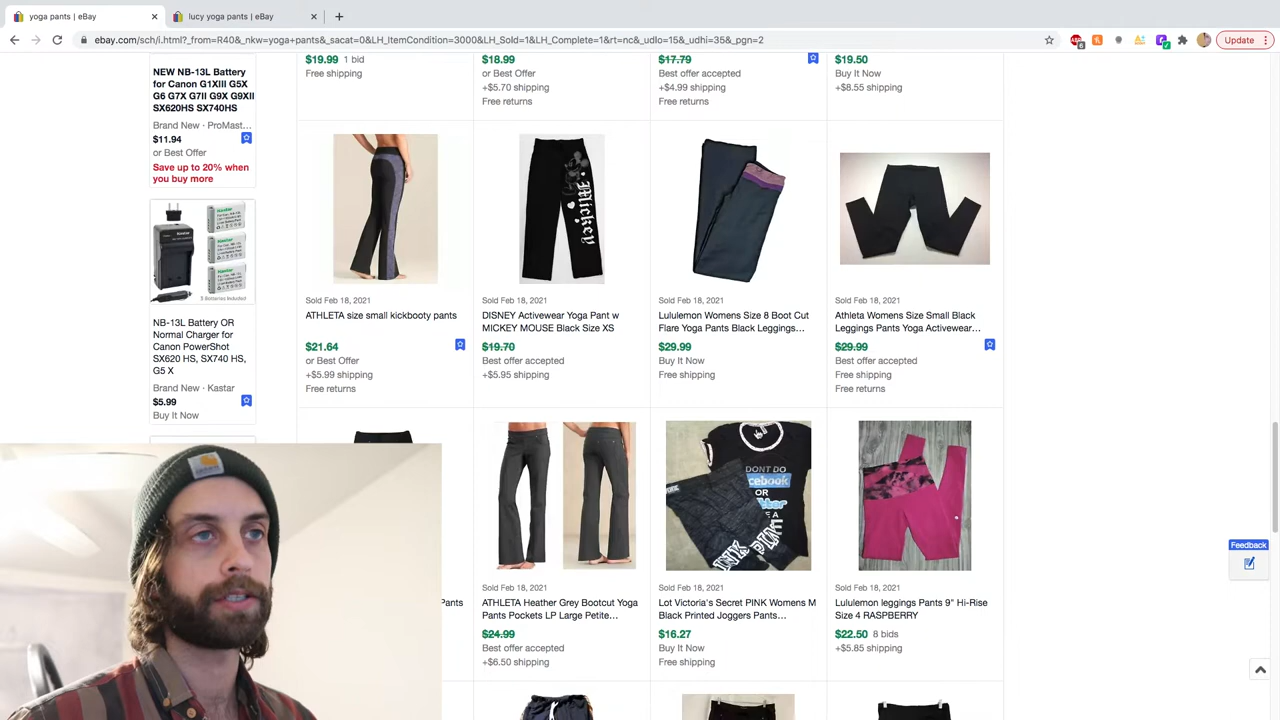 yoga pants | eBay
lucy yoga pants | eBay
ebay.com/sch/i.html?_from=R40&_nkw=yoga+pants&_sacat=0&LH_ItemCondition=3000&LH_Sold=1&LH_Complete=1&rt=nc&_udlo=15&_udhi=35&_pgn=2
Update
NEW NB-13L Battery
for Canon G1XIII G5X
G6 G7X G7II G9X G9XII
SX620HS SX740HS
Brand New · ProMast...
$11.94
or Best Offer
Save up to 20% when
you buy more
3 Batteries Included
NB-13L Battery OR
Normal Charger for
Canon PowerShot
SX620 HS, SX740 HS,
G5 X
Brand New · Kastar
$5.99
Buy It Now
$19.99 1 bid
Free shipping
$18.99
or Best Offer
+$5.70 shipping
Free returns
$17.79
Best offer accepted
+$4.99 shipping
Free returns
$19.50
Buy It Now
+$8.55 shipping
Sold Feb 18, 2021
ATHLETA size small kickbooty pants
$21.64
or Best Offer
+$5.99 shipping
Free returns
Mickey
Sold Feb 18, 2021
DISNEY Activewear Yoga Pant w
MICKEY MOUSE Black Size XS
$19.70
Best offer accepted
+$5.95 shipping
Sold Feb 18, 2021
Lululemon Womens Size 8 Boot Cut
Flare Yoga Pants Black Leggings...
$29.99
Buy It Now
Free shipping
Sold Feb 18, 2021
Athleta Womens Size Small Black
Leggings Pants Yoga Activewear...
$29.99
Best offer accepted
Free shipping
Free returns
Pants
Sold Feb 18, 2021
ATHLETA Heather Grey Bootcut Yoga
Pants Pockets LP Large Petite...
$24.99
Best offer accepted
+$6.50 shipping
DONT DO
cebook
OR
PINK
Sold Feb 18, 2021
Lot Victoria's Secret PINK Womens M
Black Printed Joggers Pants...
$16.27
Buy It Now
Free shipping
Sold Feb 18, 2021
Lululemon leggings Pants 9" Hi-Rise
Size 4 RASPBERRY
$22.50 8 bids
+$5.85 shipping
Feedback